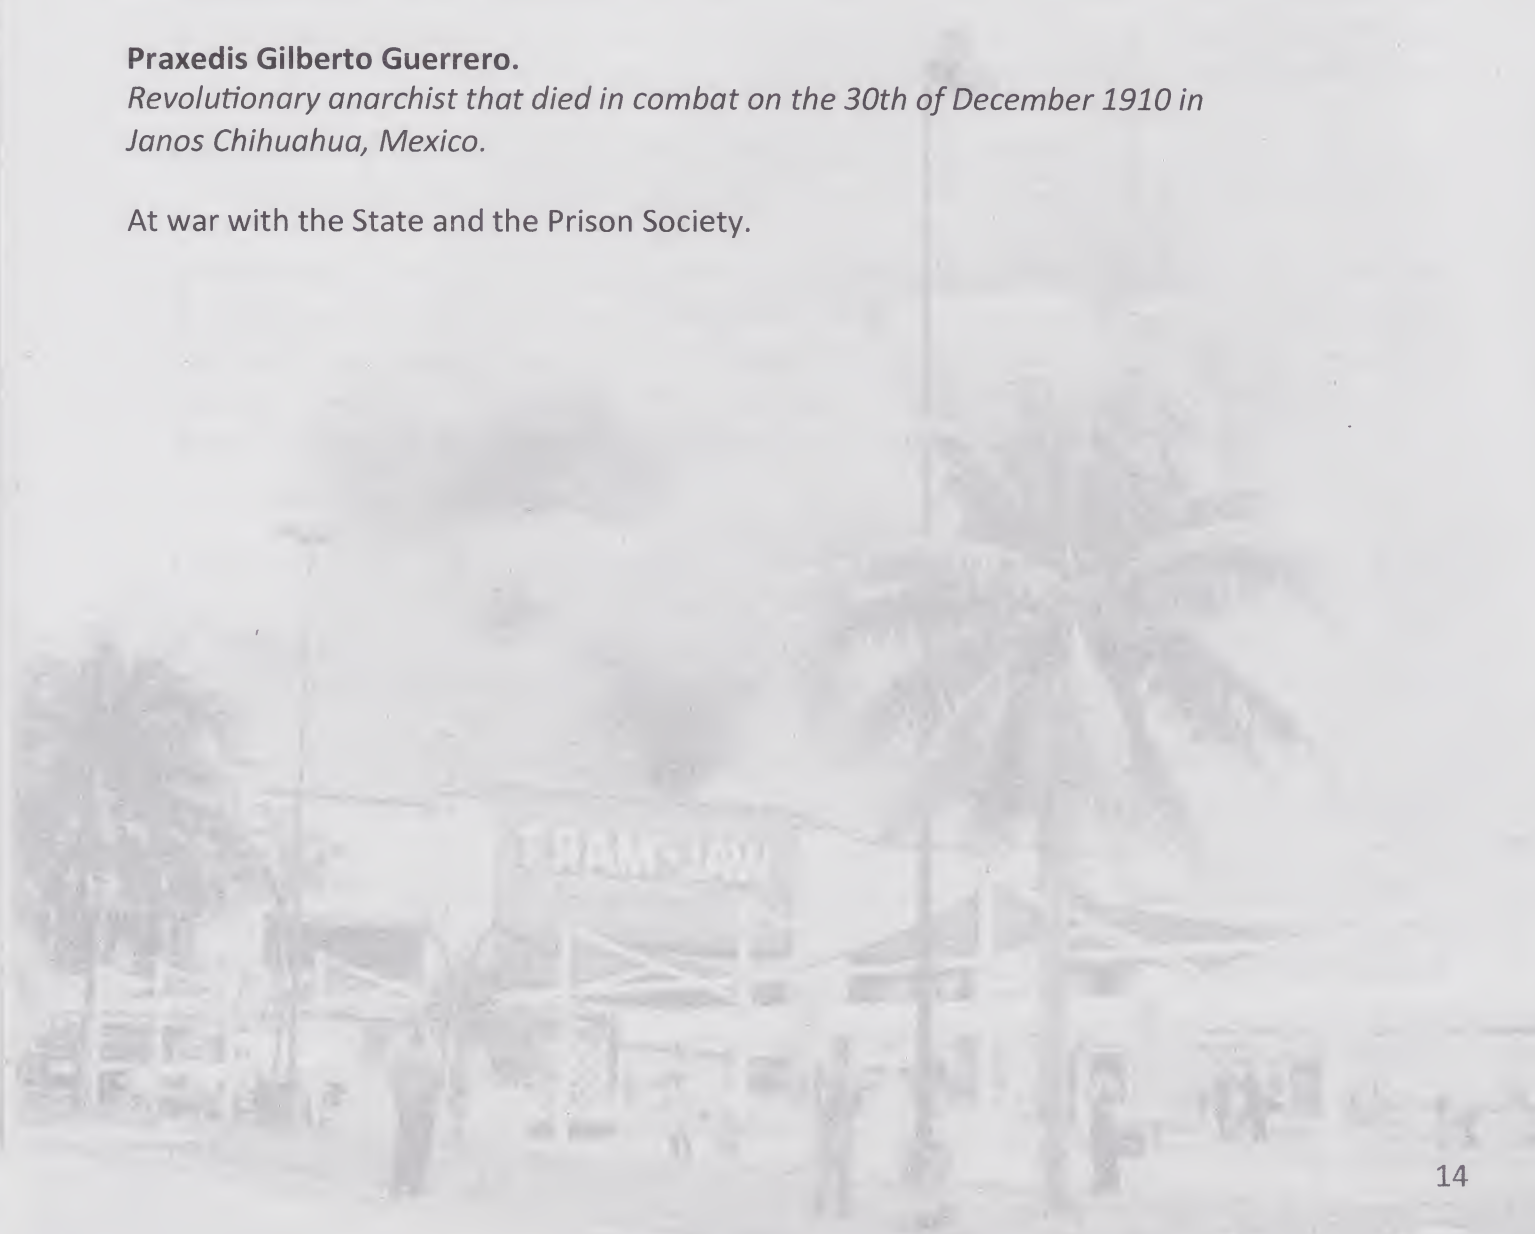 Praxedis Gilberto Guerrero.
Revolutionary anarchist that died in combat on the 30th of December 1910 in
Janos Chihuahua, Mexico.
At war with the State and the Prison Society.
14